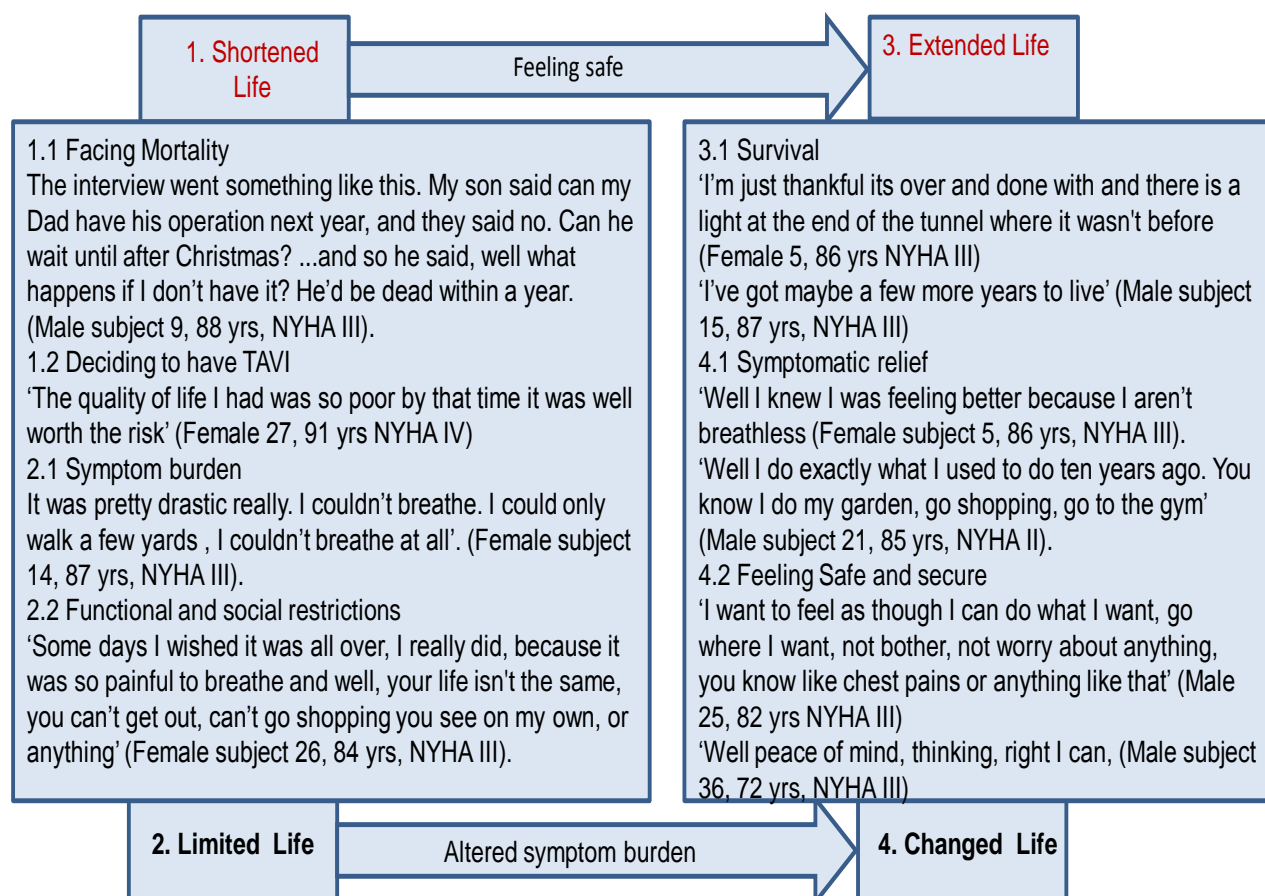 1. Shortened
Life
Feeling safe
3. Extended Life
1.1 Facing Mortality
The interview went something like this. My son said can my
Dad have his operation next year, and they said no. Can he
wait until after Christmas? ...and so he said, well what
happens if I don’t have it? He’d be dead within a year.
(Male subject 9, 88 yrs, NYHA III).
1.2 Deciding to have TAVI
‘The quality of life I had was so poor by that time it was well
worth the risk’ (Female 27, 91 yrs NYHA IV)
2.1 Symptom burden
It was pretty drastic really. I couldn’t breathe. I could only
walk a few yards , I couldn’t breathe at all’. (Female subject
14, 87 yrs, NYHA III).
2.2 Functional and social restrictions
‘Some days I wished it was all over, I really did, because it
was so painful to breathe and well, your life isn't the same,
you can’t get out, can’t go shopping you see on my own, or
anything’ (Female subject 26, 84 yrs, NYHA III).
3.1 Survival
‘I’m just thankful its over and done with and there is a
light at the end of the tunnel where it wasn't before
(Female 5, 86 yrs NYHA III)
‘I’ve got maybe a few more years to live’ (Male subject
15, 87 yrs, NYHA III)
4.1 Symptomatic relief
‘Well I knew I was feeling better because I aren’t
breathless (Female subject 5, 86 yrs, NYHA III).
‘Well I do exactly what I used to do ten years ago. You
know I do my garden, go shopping, go to the gym’
(Male subject 21, 85 yrs, NYHA II).
4.2 Feeling Safe and secure
‘I want to feel as though I can do what I want, go
where I want, not bother, not worry about anything,
you know like chest pains or anything like that’ (Male
25, 82 yrs NYHA III)
‘Well peace of mind, thinking, right I can, (Male subject
36, 72 yrs, NYHA III)
2. Limited Life
Altered symptom burden
4. Changed Life